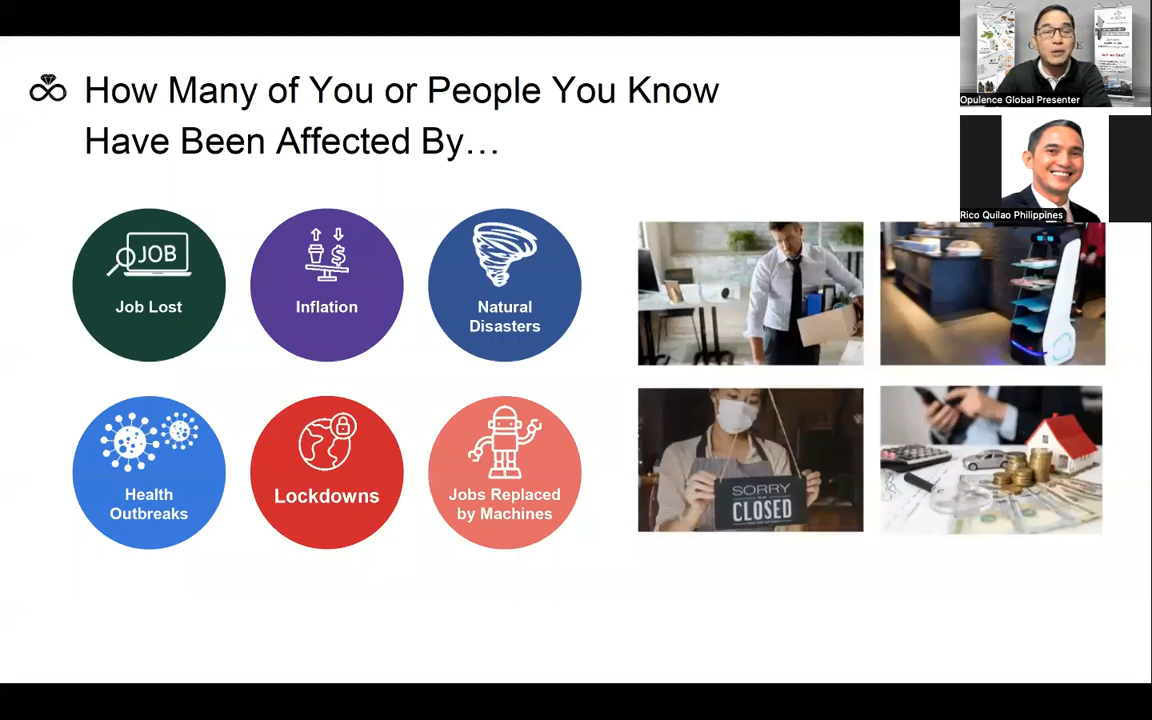 How Many of You or People You Know
Have Been Affected By…
JOB
Job Lost
Inflation
Natural
Disasters
Health
Outbreaks
Lockdowns
Jobs Replaced
by Machines
SORRY
CLOSED
Opulence Global Presenter
Rico Quilao Philippines